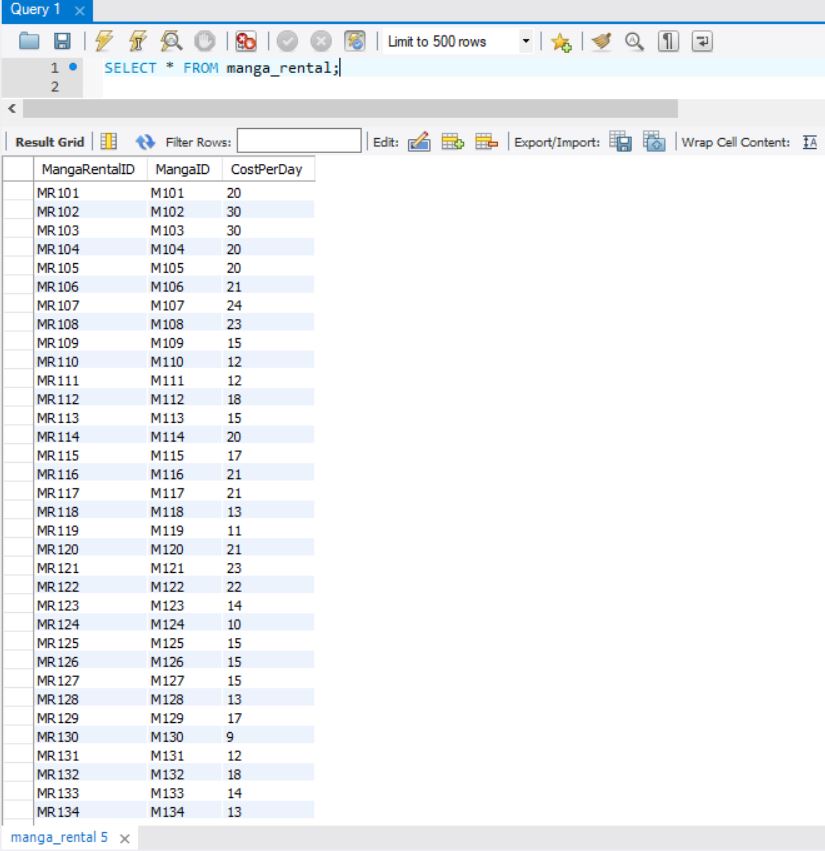 Query 1
Limit to 500 rows
1 SELECT * FROM manga_rental;
2
Result Grid Filter Rows: Edit: Export/Import: Wrap Cell Content: IA
MangaRentalID MangaID CostPerDay
MR101 M101 20
MR102 M102 30
MR103 M103 30
MR104 M104 20
MR105 M105 20
MR106 M106 21
MR107 M107 24
MR108 M108 23
MR109 M109 15
MR110 M110 12
MR111 M111 12
MR112 M112 18
MR113 M113 15
MR114 M114 20
MR115 M115 17
MR116 M116 21
MR117 M117 21
MR118 M118 13
MR119 M119 11
MR120 M120 21
MR121 M121 23
MR122 M122 22
MR123 M123 14
MR124 M124 10
MR125 M125 15
MR126 M126 15
MR127 M127 15
MR128 M128 13
MR129 M129 17
MR130 M130 9
MR131 M131 12
MR132 M132 18
MR133 M133 14
MR134 M134 13
manga_rental 5